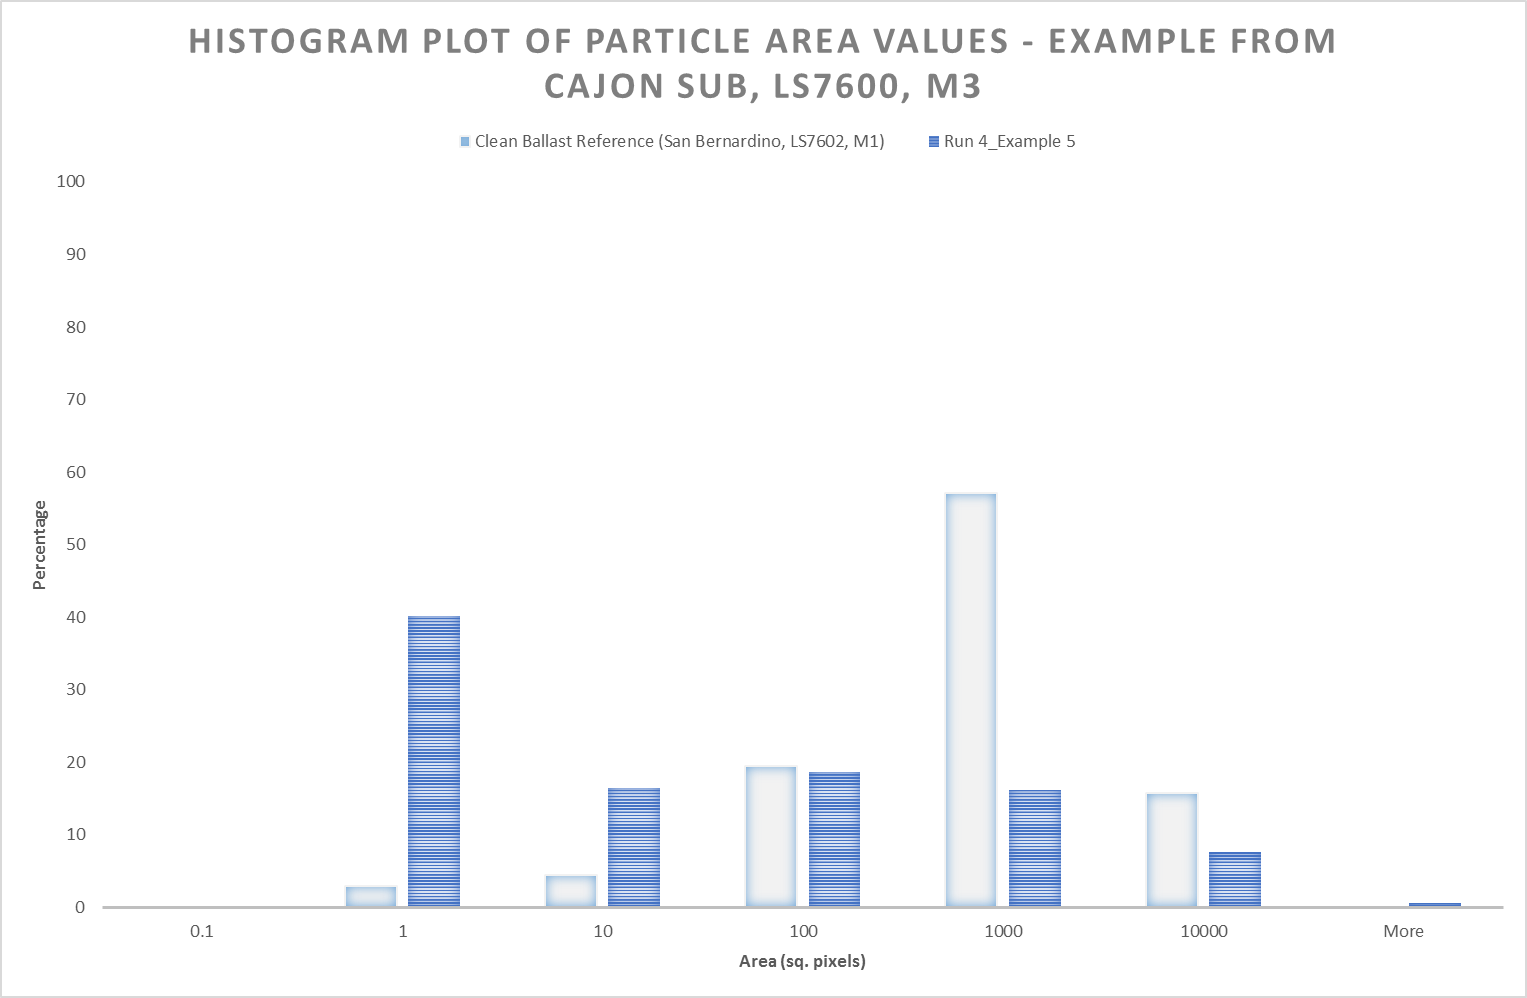 HISTOGRAM PLOT OF PARTICLE AREA VALUES - EXAMPLE FROM
CAJON SUB, LS7600, M3
Clean Ballast Reference (San Bernardino, LS7602, M1)
Run 4_Example 5
100
90
80
70
60
50
40
30
20
10
0
Percentage
0.1
1
10
100
1000
10000
More
Area (sq. pixels)